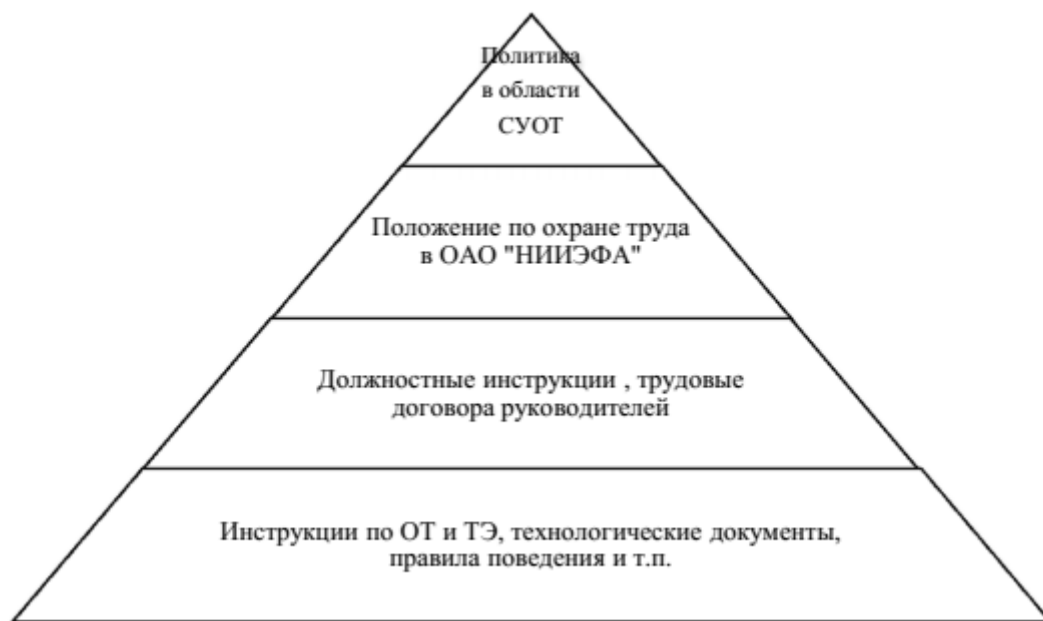 Политика
в области
СУОТ
Положение по охране труда
в ОАО "НИИЭФА"
Должностные инструкции , трудовые
договора руководителей
Инструкции по ОТ и ТЭ, технологические документы,
правила поведения и т.п.